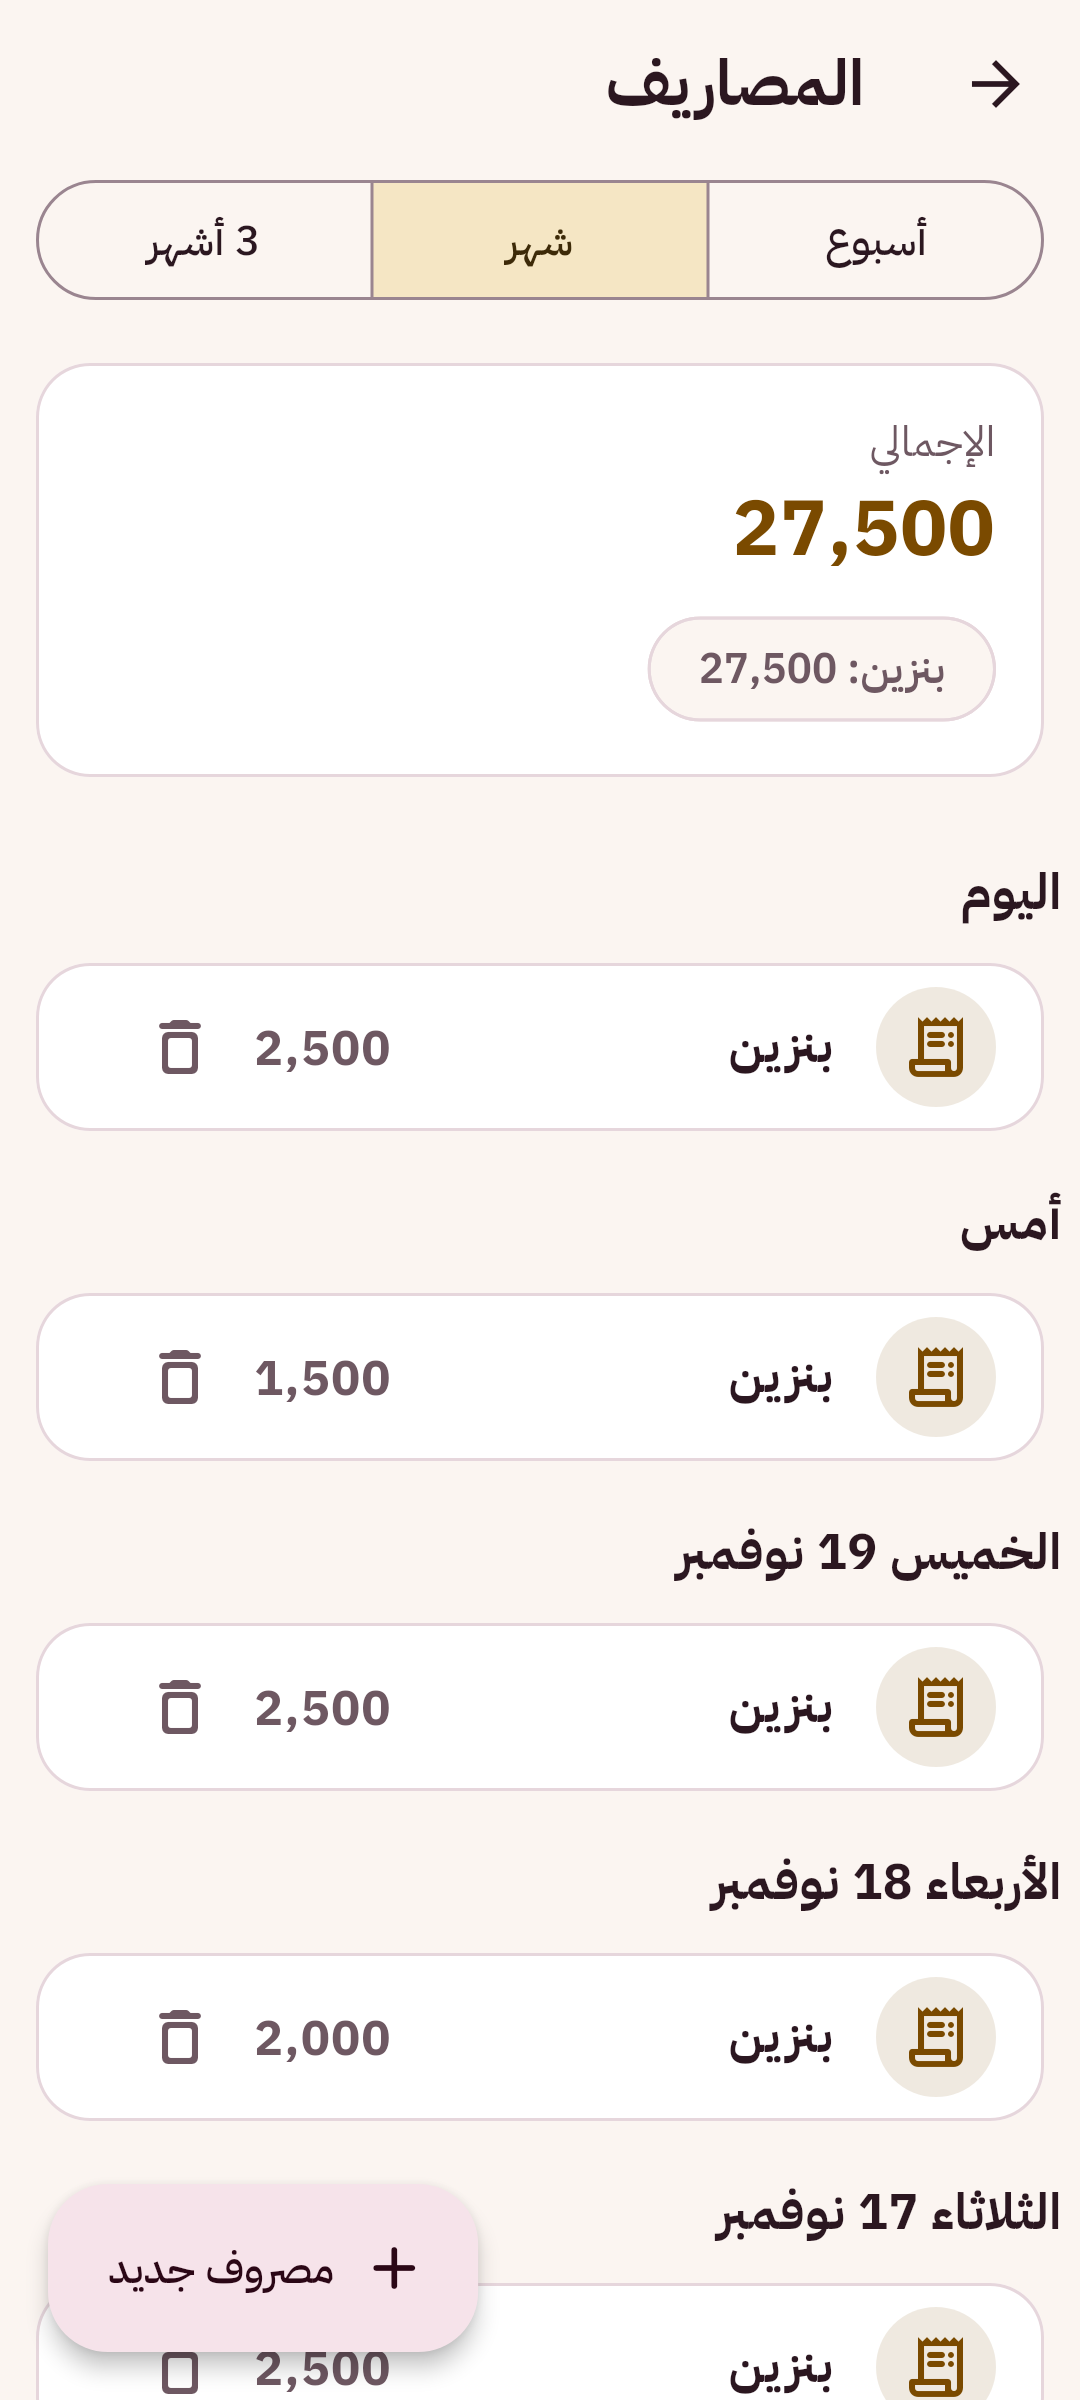 المصاريف
أسبوع
شهر
3 أشهر
الإجمالي
27,500
بنزين: 27,500
اليوم
بنزين 2,500
أمس
بنزين 1,500
الخميس 19 نوفمبر
بنزين 2,500
الأربعاء 18 نوفمبر
بنزين 2,000
الثلاثاء 17 نوفمبر
مصروف جديد
بنزين 2,500